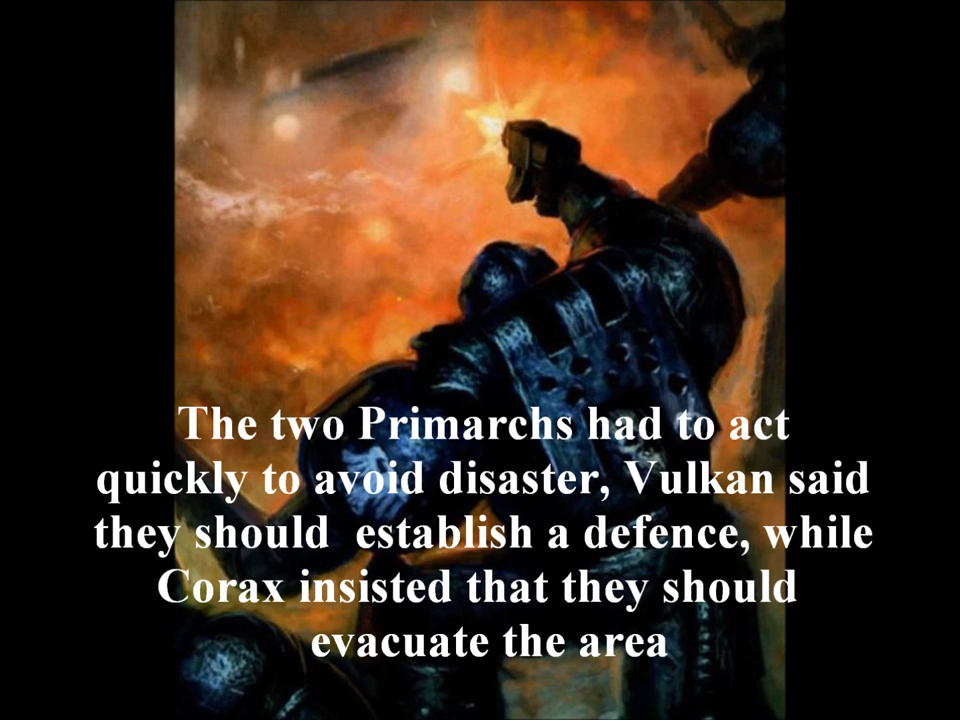 The two Primarchs had to act
quickly to avoid disaster, Vulkan said
they should  establish a defence, while
Corax insisted that they should
evacuate the area